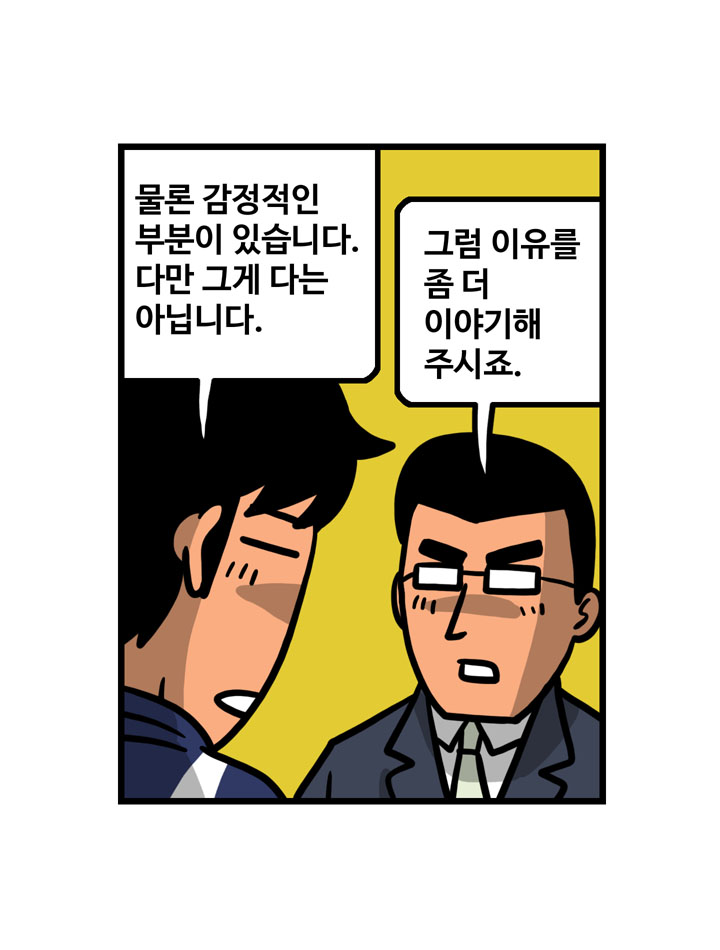 물론 감정적인
부분이 있습니다.
다만 그게 다는
아닙니다.
그럼 이유를
좀 더
이야기해
주시죠.